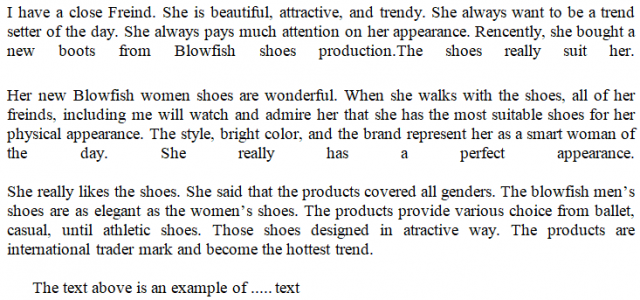 I have a close Freind. She is beautiful, attractive, and trendy. She always want to be a trend
setter of the day. She always pays much attention on her appearance. Rencently, she bought a
new boots from Blowfish shoes production.The shoes really suit her.
Her new Blowfish women shoes are wonderful. When she walks with the shoes, all of her
freinds, including me will watch and admire her that she has the most suitable shoes for her
physical appearance. The style, bright color, and the brand represent her as a smart woman of
the day. She really has a perfect appearance.
She really likes the shoes. She said that the products covered all genders. The blowfish men’s
shoes are as elegant as the women’s shoes. The products provide various choice from ballet,
casual, until athletic shoes. Those shoes designed in atractive way. The products are
international trader mark and become the hottest trend.
The text above is an example of ..... text